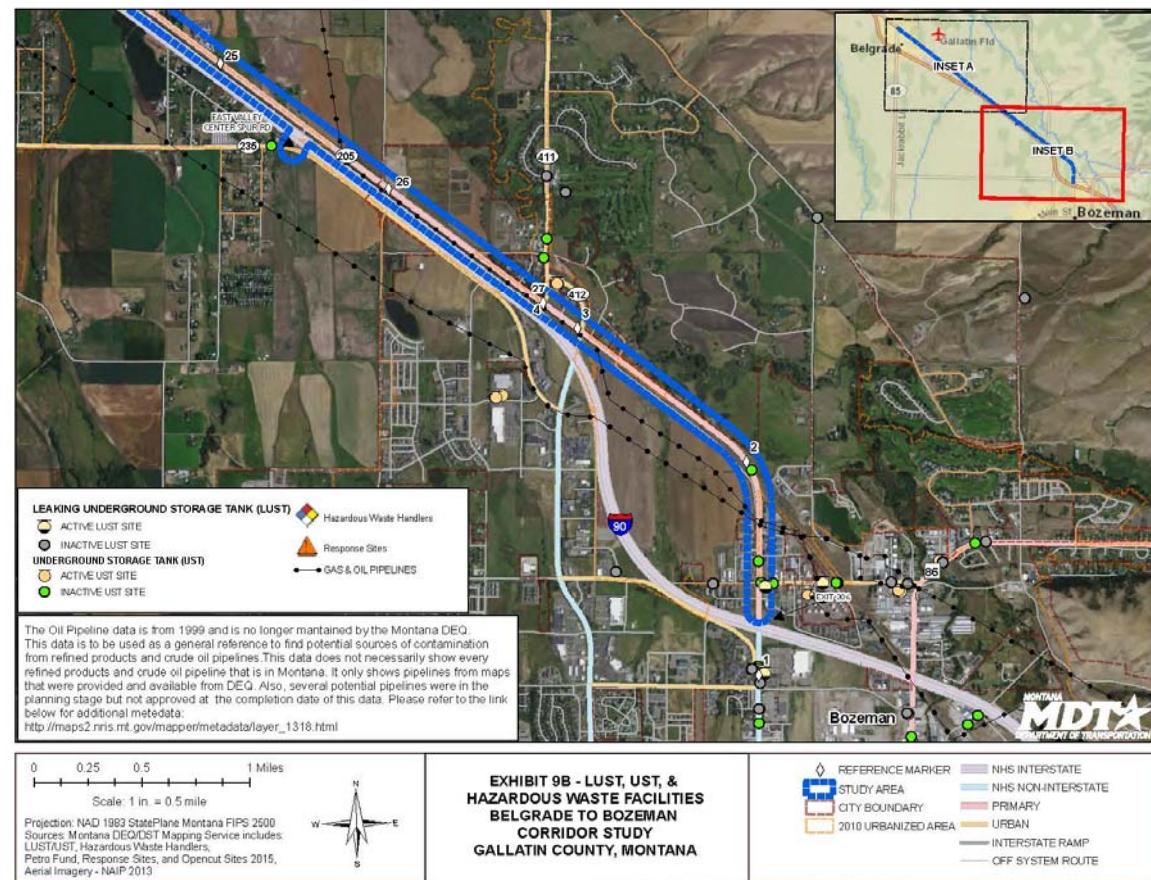 25
EAST VALLEY
CENTER SPUR RD
235
205
26
411
27
412
4
3
2
90
86
EXIT 306
1
Bozeman
Belgrade
Gallatin Fld
INSET A
85
Jackrabbit Ln
INSET B
Main St
Bozeman
LEAKING UNDERGROUND STORAGE TANK (LUST)
ACTIVE LUST SITE
INACTIVE LUST SITE
UNDERGROUND STORAGE TANK (UST)
ACTIVE UST SITE
INACTIVE UST SITE
Hazardous Waste Handlers
Response Sites
GAS & OIL PIPELINES
The Oil Pipeline data is from 1999 and is no longer mantained by the Montana DEQ.
This data is to be used as a general reference to find potential sources of contamination
from refined products and crude oil pipelines.This data does not necessarily show every
refined products and crude oil pipeline that is in Montana. It only shows pipelines from maps
that were provided and available from DEQ. Also, several potential pipelines were in the
planning stage but not approved at the completion date of this data. Please refer to the link
below for additional metedata:
http://maps2.nris.mt.gov/mapper/metadata/layer_1318.html
MONTANA
MDT
DEPARTMENT OF TRANSPORTATION
0 0.25 0.5 1 Miles
Scale: 1 in. = 0.5 mile
Projection: NAD 1983 StatePlane Montana FIPS 2500
Sources: Montana DEQ/DST Mapping Service includes:
LUST/UST, Hazardous Waste Handlers,
Petro Fund, Response Sites, and Opencut Sites 2015,
Aerial Imagery - NAIP 2013
N
W E
S
EXHIBIT 9B - LUST, UST, &
HAZARDOUS WASTE FACILITIES
BELGRADE TO BOZEMAN
CORRIDOR STUDY
GALLATIN COUNTY, MONTANA
REFERENCE MARKER
STUDY AREA
CITY BOUNDARY
2010 URBANIZED AREA
NHS INTERSTATE
NHS NON-INTERSTATE
PRIMARY
URBAN
INTERSTATE RAMP
OFF SYSTEM ROUTE